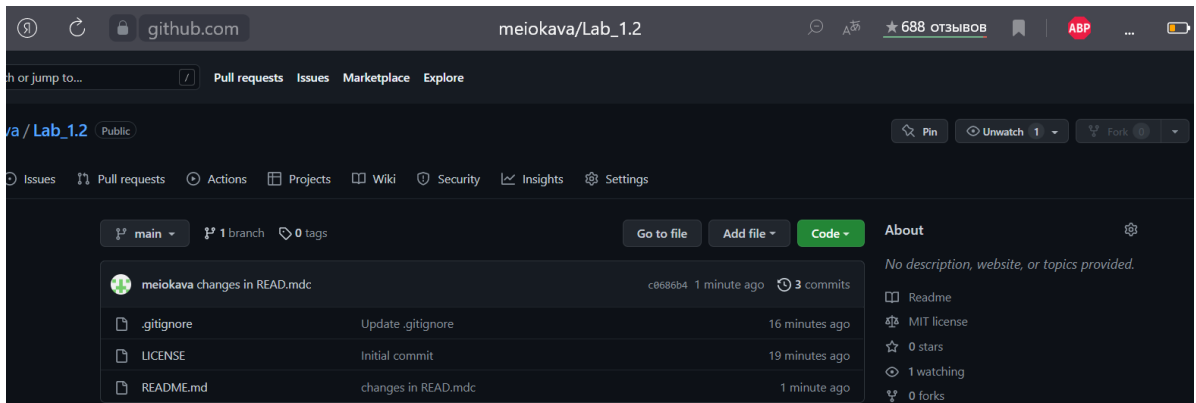 Я github.com meiokava/Lab_1.2 Aあ ★ 688 отзывов ABP ...
ch or jump to... / Pull requests Issues Marketplace Explore
va / Lab_1.2 Public Pin Unwatch 1 Fork 0
Issues Pull requests Actions Projects Wiki Security Insights Settings
main 1 branch 0 tags Go to file Add file Code About
No description, website, or topics provided.
meiokava changes in READ.mdc c0686b4 1 minute ago 3 commits
Readme
.gitignore Update .gitignore 16 minutes ago
MIT license
0 stars
LICENSE Initial commit 19 minutes ago
1 watching
README.md changes in READ.mdc 1 minute ago
0 forks